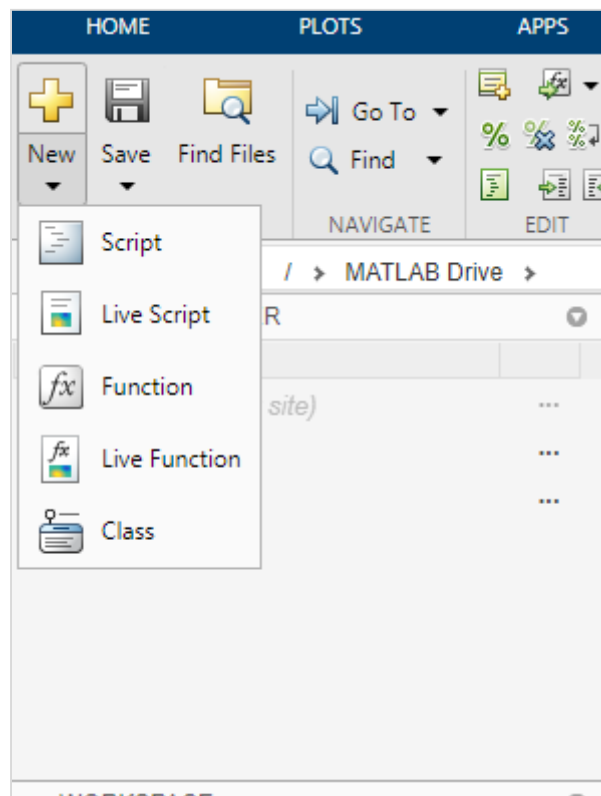 HOME PLOTS APPS
New Save Find Files
Go To
Find
NAVIGATE EDIT
Script
/ MATLAB Drive
Live Script
R
Function
site)
Live Function
Class
WORKSPACE